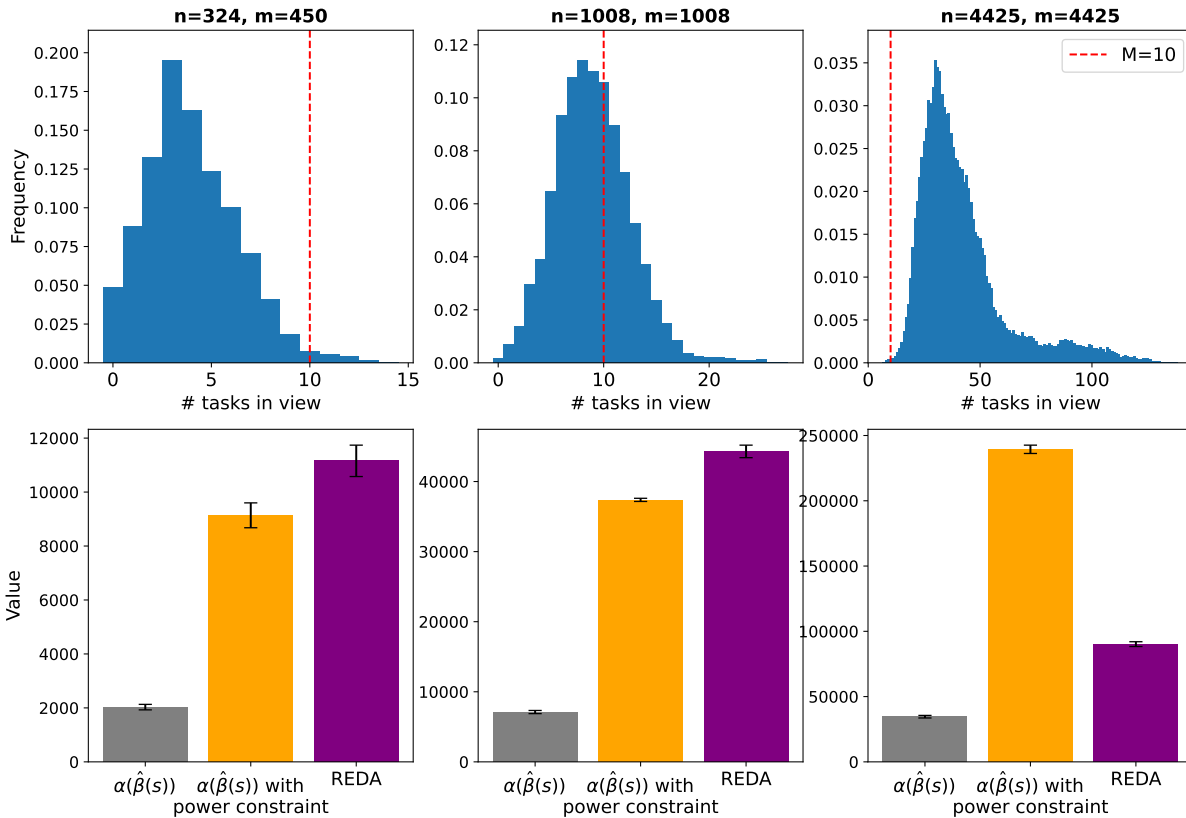 n=324, m=450
n=1008, m=1008
n=4425, m=4425
Frequency
0.200
0.175
0.150
0.125
0.100
0.075
0.050
0.025
0.000
0
5
10
15
# tasks in view
0.12
0.10
0.08
0.06
0.04
0.02
0.00
0
10
20
# tasks in view
M=10
0.035
0.030
0.025
0.020
0.015
0.010
0.005
0.000
0
50
100
# tasks in view
Value
12000
10000
8000
6000
4000
2000
0
α(β̂(s))
α(β̂(s)) with
power constraint
REDA
40000
30000
20000
10000
0
α(β̂(s))
α(β̂(s)) with
power constraint
REDA
250000
200000
150000
100000
50000
0
α(β̂(s))
α(β̂(s)) with
power constraint
REDA